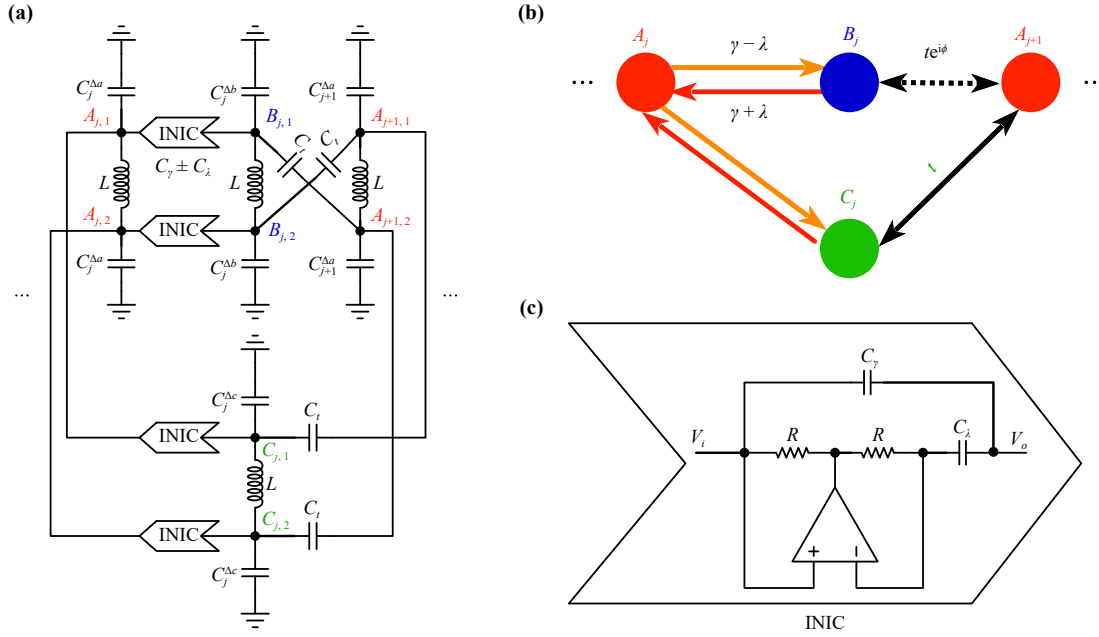 (a)
C_j^{Δa} C_j^{Δb} C_{j+1}^{Δa}
A_{j,1} INIC B_{j,1} C_t C_t A_{j+1,1}
C_γ ± C_λ
L L L
A_{j,2} INIC B_{j,2} A_{j+1,2}
C_j^{Δa} C_j^{Δb} C_{j+1}^{Δa}
... ...
C_j^{Δc} C_t
INIC C_{j,1}
L
C_t
INIC C_{j,2}
C_j^{Δc}
(b)
A_j B_j A_{j+1}
γ − λ te^{iϕ}
... ...
γ + λ
t
C_j
(c)
C_γ
V_i R R C_λ V_o
+ −
INIC